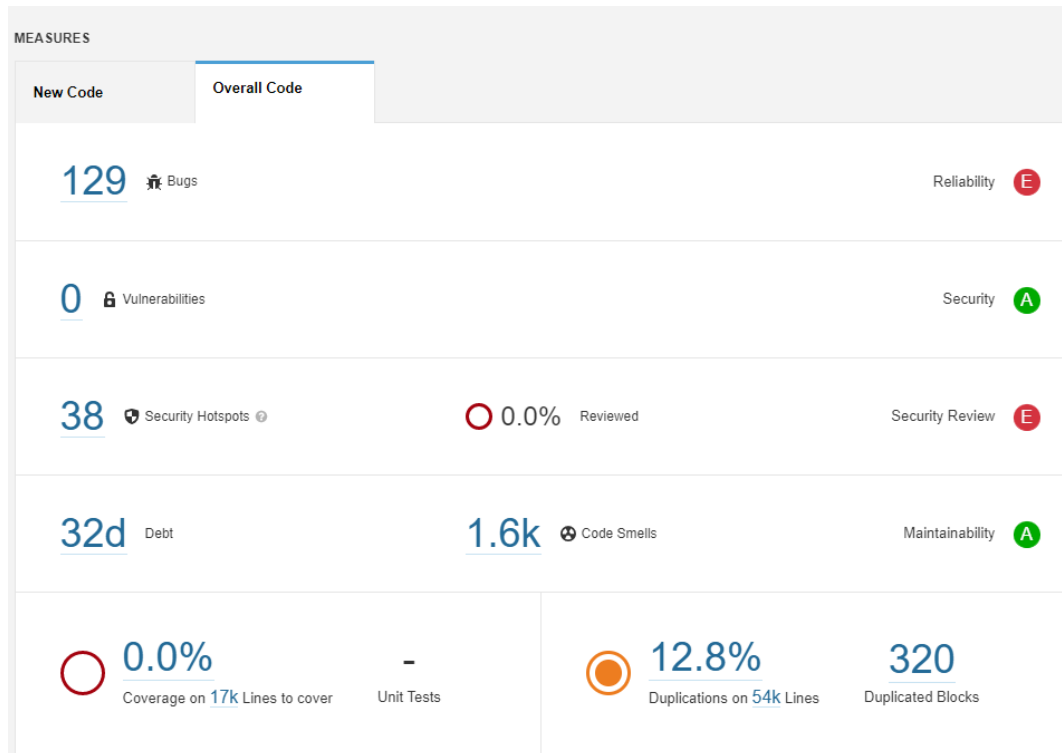 MEASURES
New Code
Overall Code
129 Bugs Reliability E
0 Vulnerabilities Security A
38 Security Hotspots ? 0.0% Reviewed Security Review E
32d Debt 1.6k Code Smells Maintainability A
0.0% - 12.8% 320
Coverage on 17k Lines to cover Unit Tests Duplications on 54k Lines Duplicated Blocks